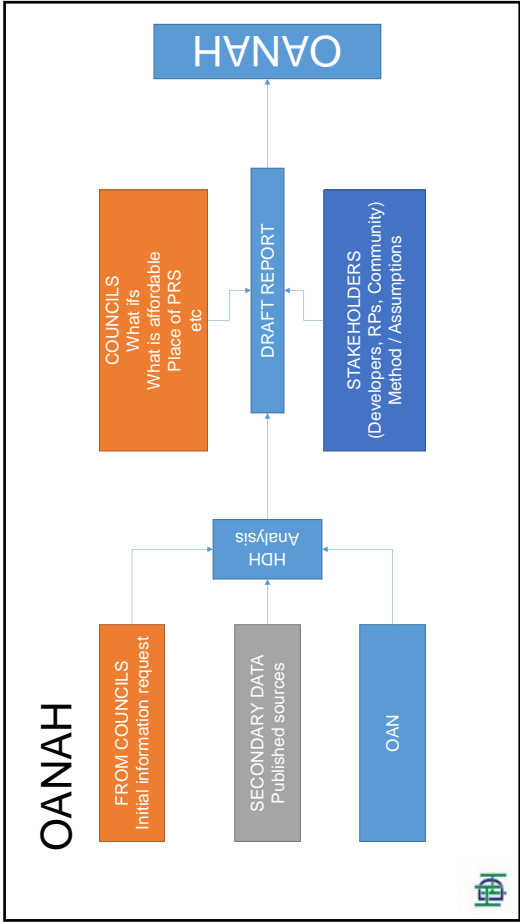 OANAH
FROM COUNCILS
Initial information request
SECONDARY DATA
Published sources
OAN
HDH
Analysis
COUNCILS
What ifs
What is affordable
Place of PRS
etc
DRAFT REPORT
STAKEHOLDERS
(Developers, RPs, Community)
Method / Assumptions
OANAH